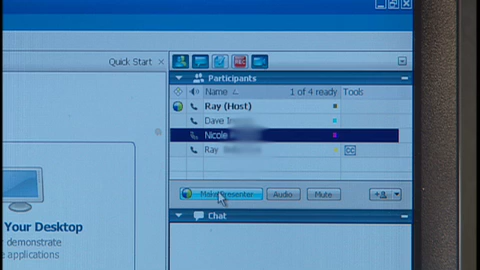 Quick Start ×
Participants
Name 1 of 4 ready Tools
Ray (Host)
Dave
Nicole
Ray CC
Make Presenter Audio Mute
Chat
Your Desktop
demonstrate
applications